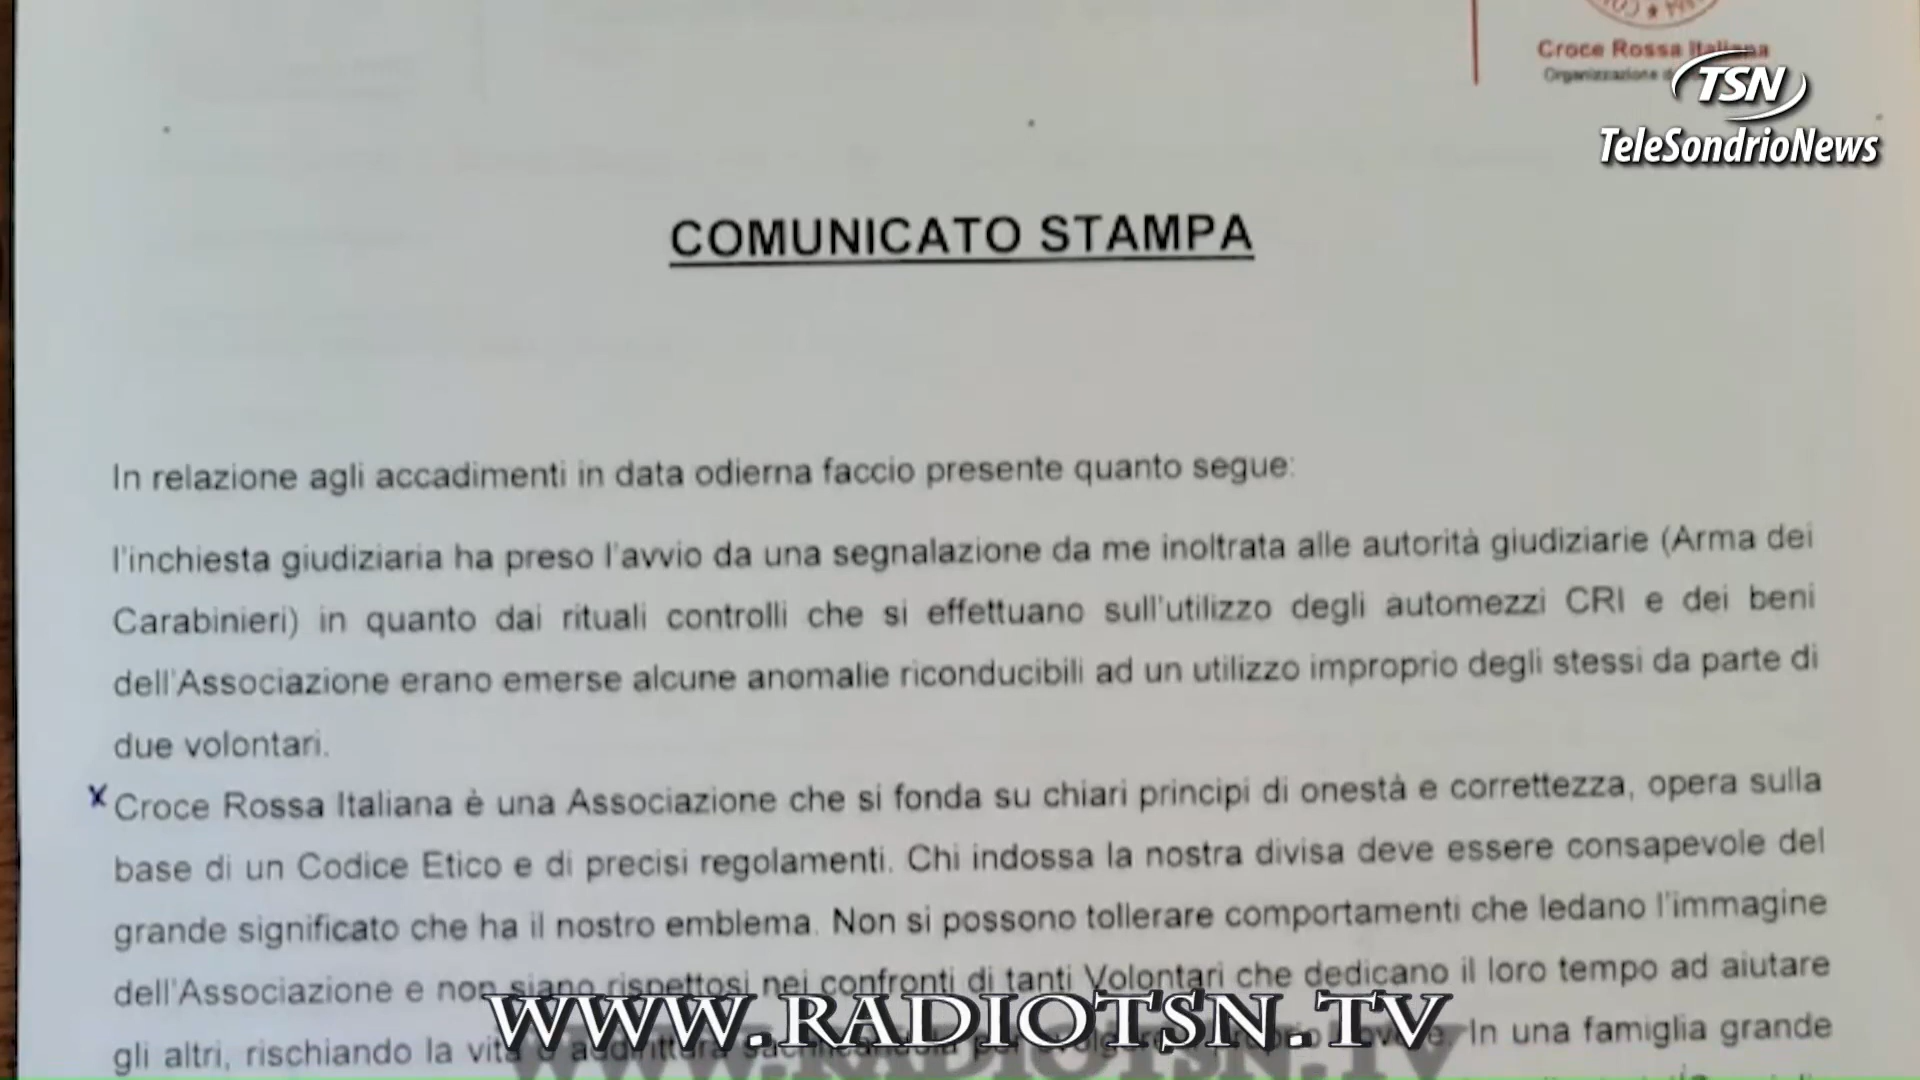 Croce Rossa Italiana
Organizzazione
TSN
TeleSondrioNews
COMUNICATO STAMPA
In relazione agli accadimenti in data odierna faccio presente quanto segue:
l'inchiesta giudiziaria ha preso l'avvio da una segnalazione da me inoltrata alle autorità giudiziarie (Arma dei
Carabinieri) in quanto dai rituali controlli che si effettuano sull'utilizzo degli automezzi CRI e dei beni
dell'Associazione erano emerse alcune anomalie riconducibili ad un utilizzo improprio degli stessi da parte di
due volontari.
x Croce Rossa Italiana è una Associazione che si fonda su chiari principi di onestà e correttezza, opera sulla
base di un Codice Etico e di precisi regolamenti. Chi indossa la nostra divisa deve essere consapevole del
grande significato che ha il nostro emblema. Non si possono tollerare comportamenti che ledano l'immagine
dell'Associazione e non siano rispettosi nei confronti di tanti Volontari che dedicano il loro tempo ad aiutare
gli altri, rischiando la vita o addirittura In una famiglia grande
WWW.RADIOTSN.TV